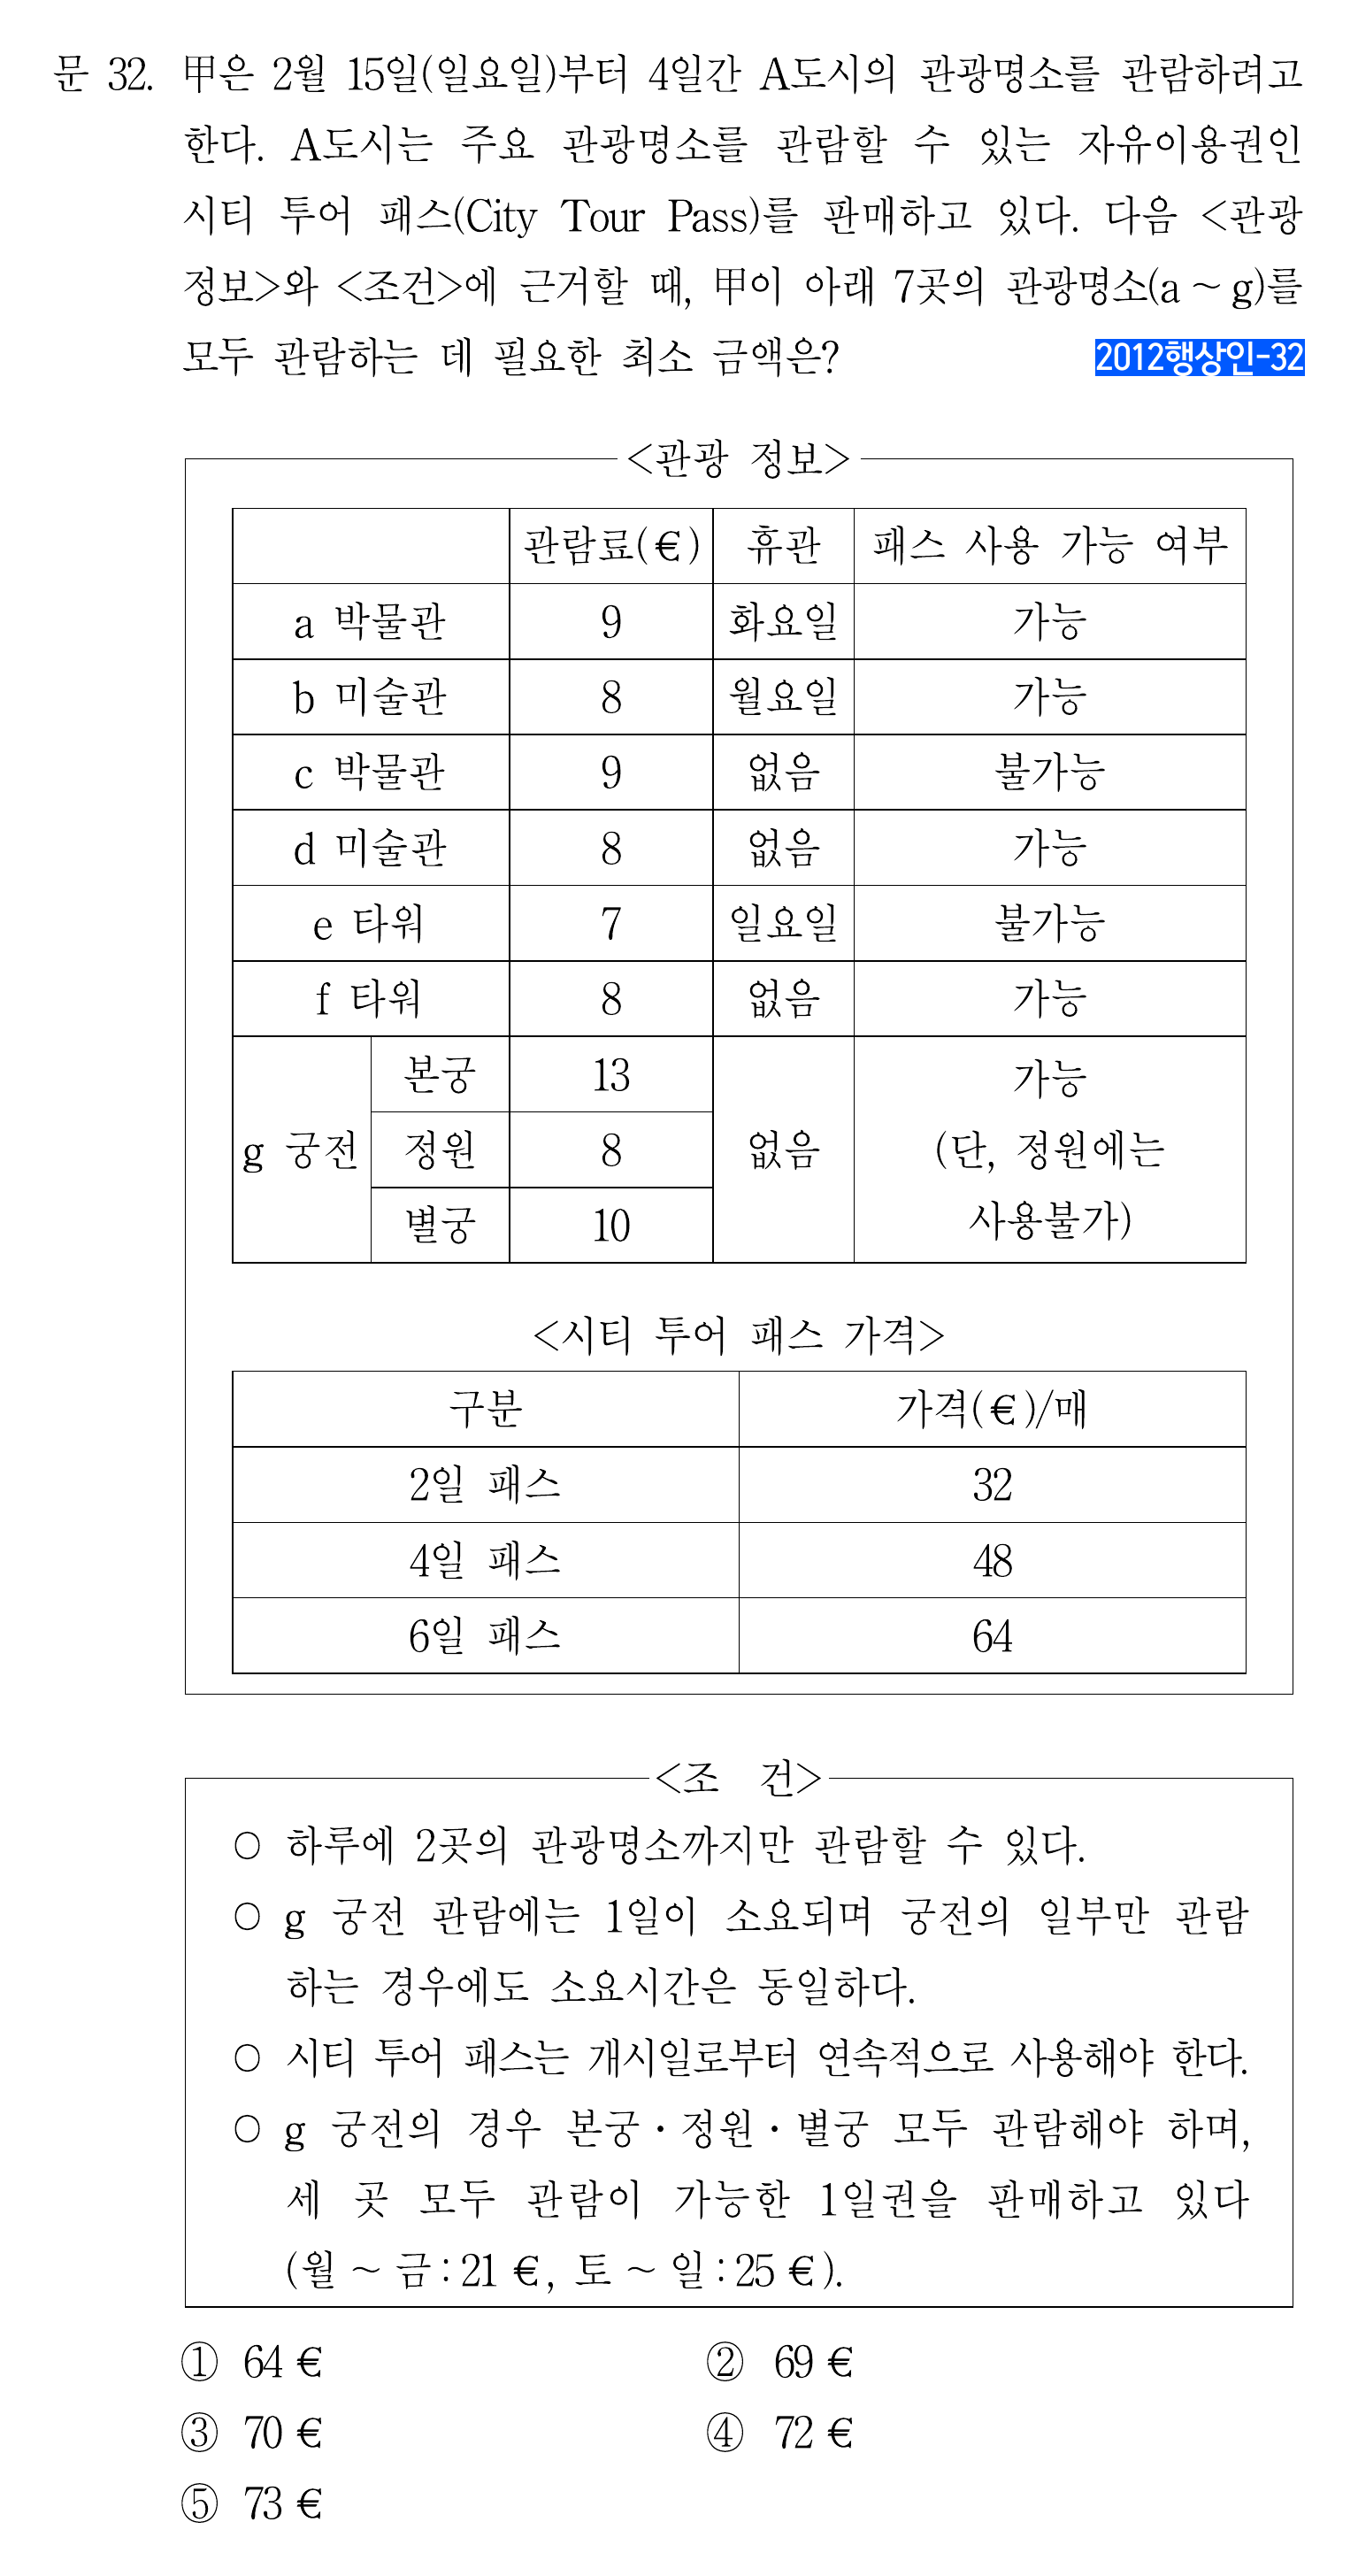 문 32. 甲은 2월 15일(일요일)부터 4일간 A도시의 관광명소를 관람하려고
한다. A도시는 주요 관광명소를 관람할 수 있는 자유이용권인
시티 투어 패스(City Tour Pass)를 판매하고 있다. 다음 <관광
정보>와 <조건>에 근거할 때, 甲이 아래 7곳의 관광명소(a ~ g)를
모두 관람하는 데 필요한 최소 금액은? 2012행상인-32
<관광 정보>
관람료(€) 휴관 패스 사용 가능 여부
a 박물관 9 화요일 가능
b 미술관 8 월요일 가능
c 박물관 9 없음 불가능
d 미술관 8 없음 가능
e 타워 7 일요일 불가능
f 타워 8 없음 가능
g 궁전 본궁 13 없음 가능
정원 8 (단, 정원에는
별궁 10 사용불가)
<시티 투어 패스 가격>
구분 가격(€)/매
2일 패스 32
4일 패스 48
6일 패스 64
<조 건>
○ 하루에 2곳의 관광명소까지만 관람할 수 있다.
○ g 궁전 관람에는 1일이 소요되며 궁전의 일부만 관람
하는 경우에도 소요시간은 동일하다.
○ 시티 투어 패스는 개시일로부터 연속적으로 사용해야 한다.
○ g 궁전의 경우 본궁·정원·별궁 모두 관람해야 하며,
세 곳 모두 관람이 가능한 1일권을 판매하고 있다
(월 ~ 금:21 €, 토 ~ 일:25 €).
① 64 € ② 69 €
③ 70 € ④ 72 €
⑤ 73 €